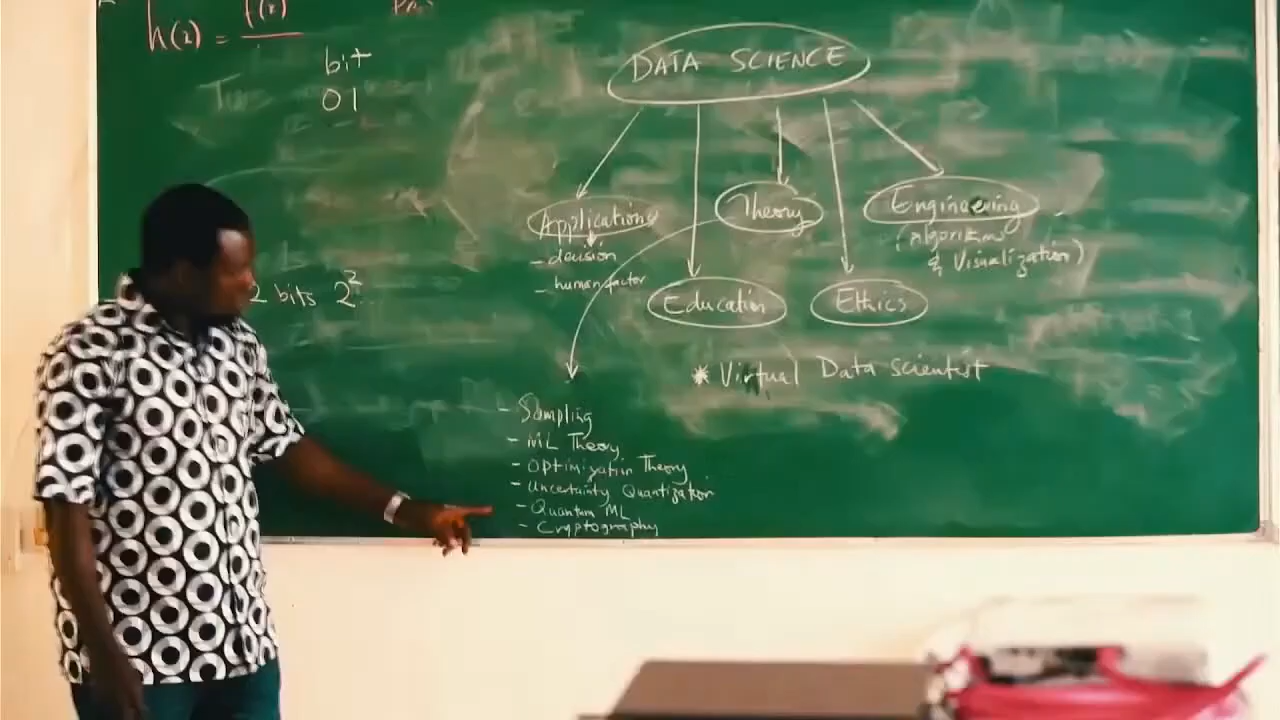 h(x) = f(x)
bit
01
2 bits 2²
DATA SCIENCE
Applications
- decision
- human factor
Theory
Engineering
(Algorithms
& Visualization)
Education
Ethics
* Virtual Data scientist
- Sampling
- ML Theory
- Optimization Theory
- Uncertainty Quantization
- Quantum ML
- Cryptography